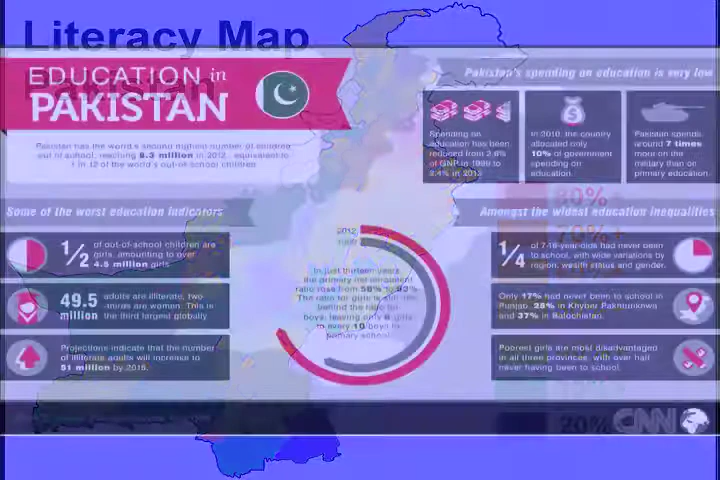 Literacy Map
Pakistan
EDUCATION in
PAKISTAN
Pakistan has the world's second highest number of children
out of school, reaching 5.3 million in 2012, equivalent to
1 in 12 of the world's out-of-school children
Pakistan's spending on education is very low
Spending on
education has been
reduced from 2.6%
of GNP in 1999 to
2.4% in 2012
In 2010, the country
allocated only
10% of government
spending on
education.
Pakistan spends
around 7 times
more on the
military than on
primary education.
Some of the worst education indicators
1/2
of out-of-school children are
girls, amounting to over
4.5 million girls
49.5
million
adults are illiterate, two
thirds are women. This is
the third largest globally
Projections indicate that the number
of illiterate adults will increase to
51 million by 2015.
2012
1999
In just thirteen years,
the primary net enrolment
ratio rose from 58% to
The ratio for girls is still
behind the ratio for
boys, leaving only girls
to every 10 boys in
primary school.
Amongst the widest education inequalities
1/4
of 7-16-year-olds had never been
to school, with wide variations by
region, wealth status and gender.
Only 17% had never been to school in
Punjab, 28% in Khyber Pakhtunkwa
and 37% in Balochistan.
Poorest girls are most disadvantaged
in all three provinces, with over half
never having been to school.
80%+
70%+
20%
CNN